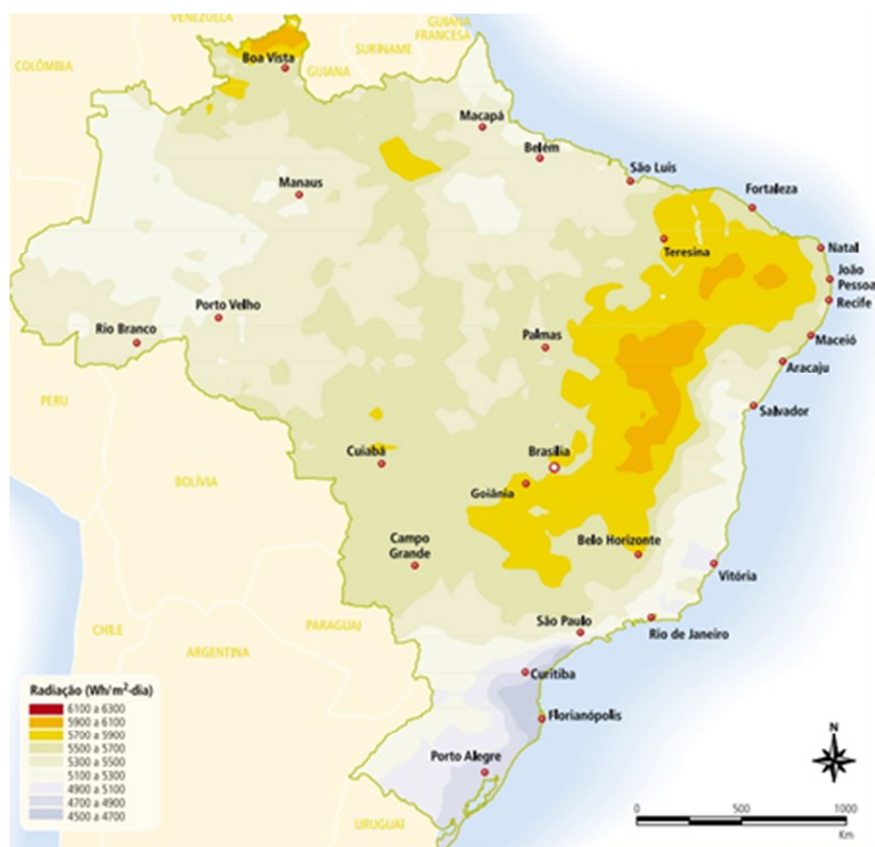 VENEZUELA
GUIANA
FRANCESA
SURINAME
COLÔMBIA
Boa Vista
GUIANA
Macapá
Belém
São Luis
Fortaleza
Manaus
Teresina
Natal
João
Pessoa
Recife
Porto Velho
Rio Branco
Palmas
Maceió
Aracaju
PERU
Salvador
Cuiabá
Brasília
BOLÍVIA
Goiânia
Campo
Grande
Belo Horizonte
Vitória
CHILE
PARAGUAI
São Paulo
Rio de Janeiro
ARGENTINA
Curitiba
Florianópolis
Porto Alegre
URUGUAI
Radiação (Wh/m²-dia)
6100 a 6300
5900 a 6100
5700 a 5900
5500 a 5700
5300 a 5500
5100 a 5300
4900 a 5100
4700 a 4900
4500 a 4700
N
0 500 1000
Km